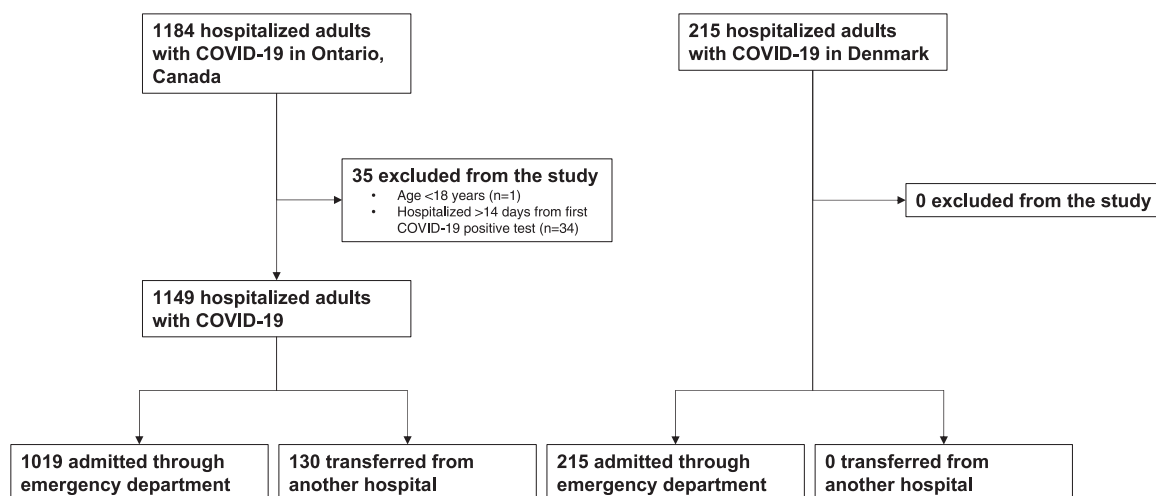 1184 hospitalized adults
with COVID-19 in Ontario,
Canada
215 hospitalized adults
with COVID-19 in Denmark
35 excluded from the study
• Age <18 years (n=1)
• Hospitalized >14 days from first
COVID-19 positive test (n=34)
0 excluded from the study
1149 hospitalized adults
with COVID-19
1019 admitted through
emergency department
130 transferred from
another hospital
215 admitted through
emergency department
0 transferred from
another hospital